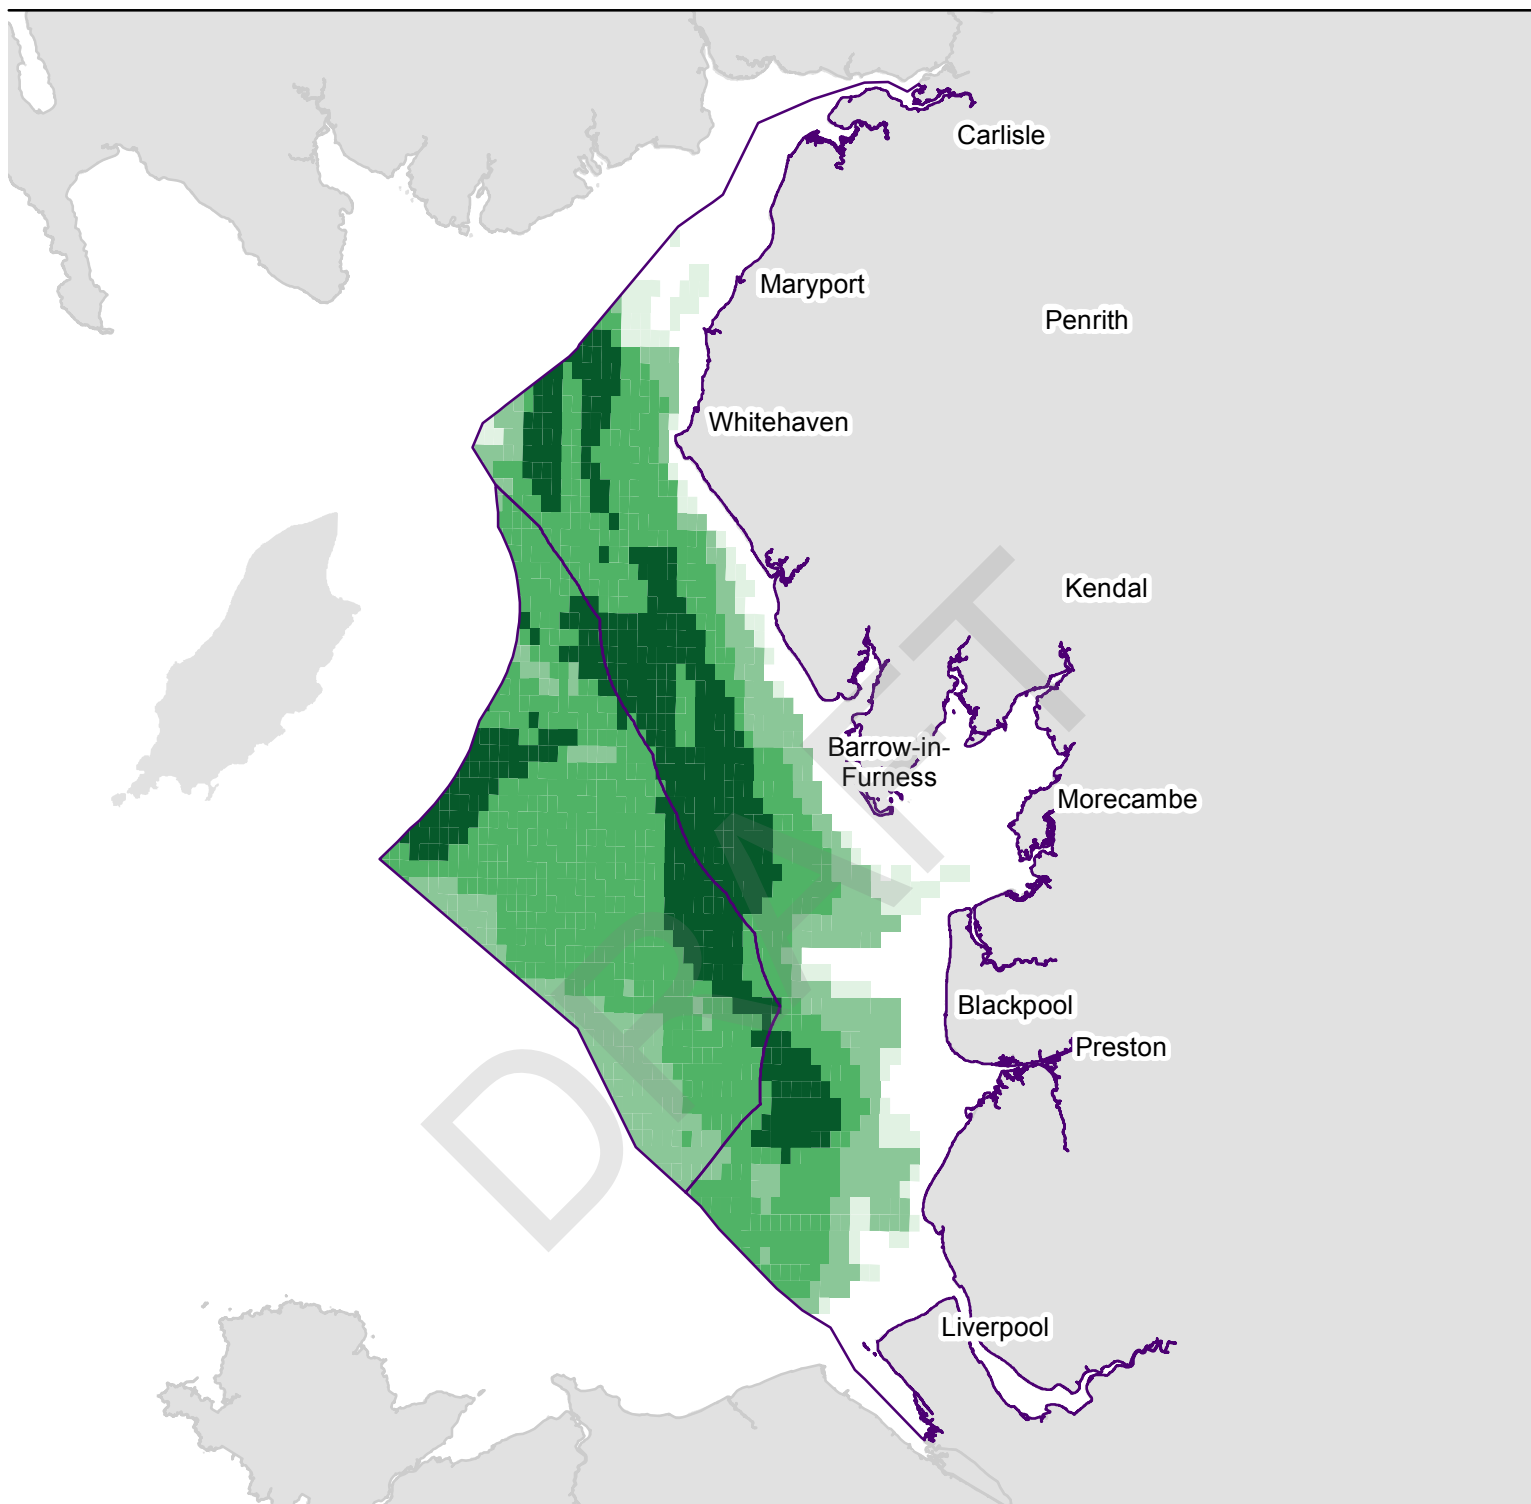 Carlisle
Maryport
Penrith
Whitehaven
Kendal
Barrow-in-
Furness
Morecambe
Blackpool
Preston
Liverpool
DRAFT